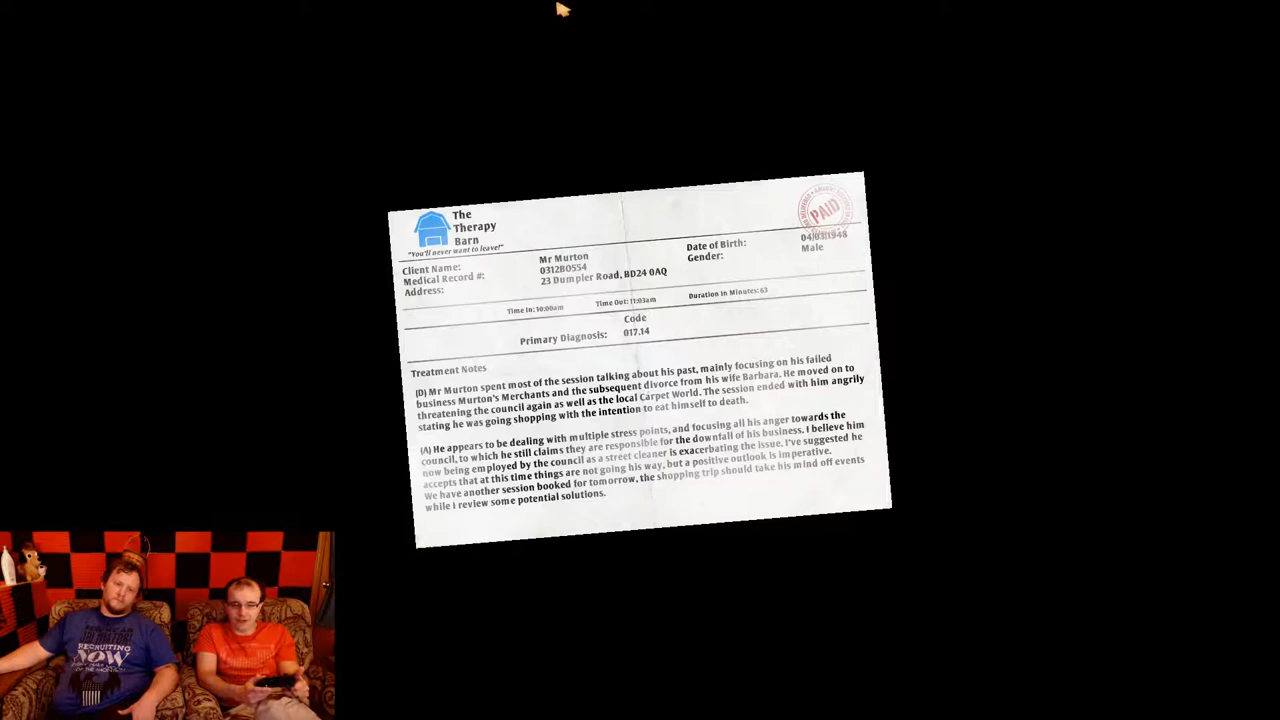 The
Therapy
Barn
"You'll never want to leave!"
PAID
Client Name: Mr Murton
Medical Record #: 0312B0554
Address: 23 Dumpler Road, BD24 0AQ
Date of Birth: 04/03/1948
Gender: Male
Time In: 10:00am Time Out: 11:03am Duration in Minutes: 63
Code
Primary Diagnosis: 017.14
Treatment Notes
(D) Mr Murton spent most of the session talking about his past, mainly focusing on his failed
business Murton's Merchants and the subsequent divorce from his wife Barbara. He moved on to
threatening the council again as well as the local Carpet World. The session ended with him angrily
stating he was going shopping with the intention to eat himself to death.
(A) He appears to be dealing with multiple stress points, and focusing all his anger towards the
council, to which he still claims they are responsible for the downfall of his business. I believe him
now being employed by the council as a street cleaner is exacerbating the issue. I've suggested he
accepts that at this time things are not going his way, but a positive outlook is imperative.
We have another session booked for tomorrow, the shopping trip should take his mind off events
while I review some potential solutions.
RECRUITING
NOW